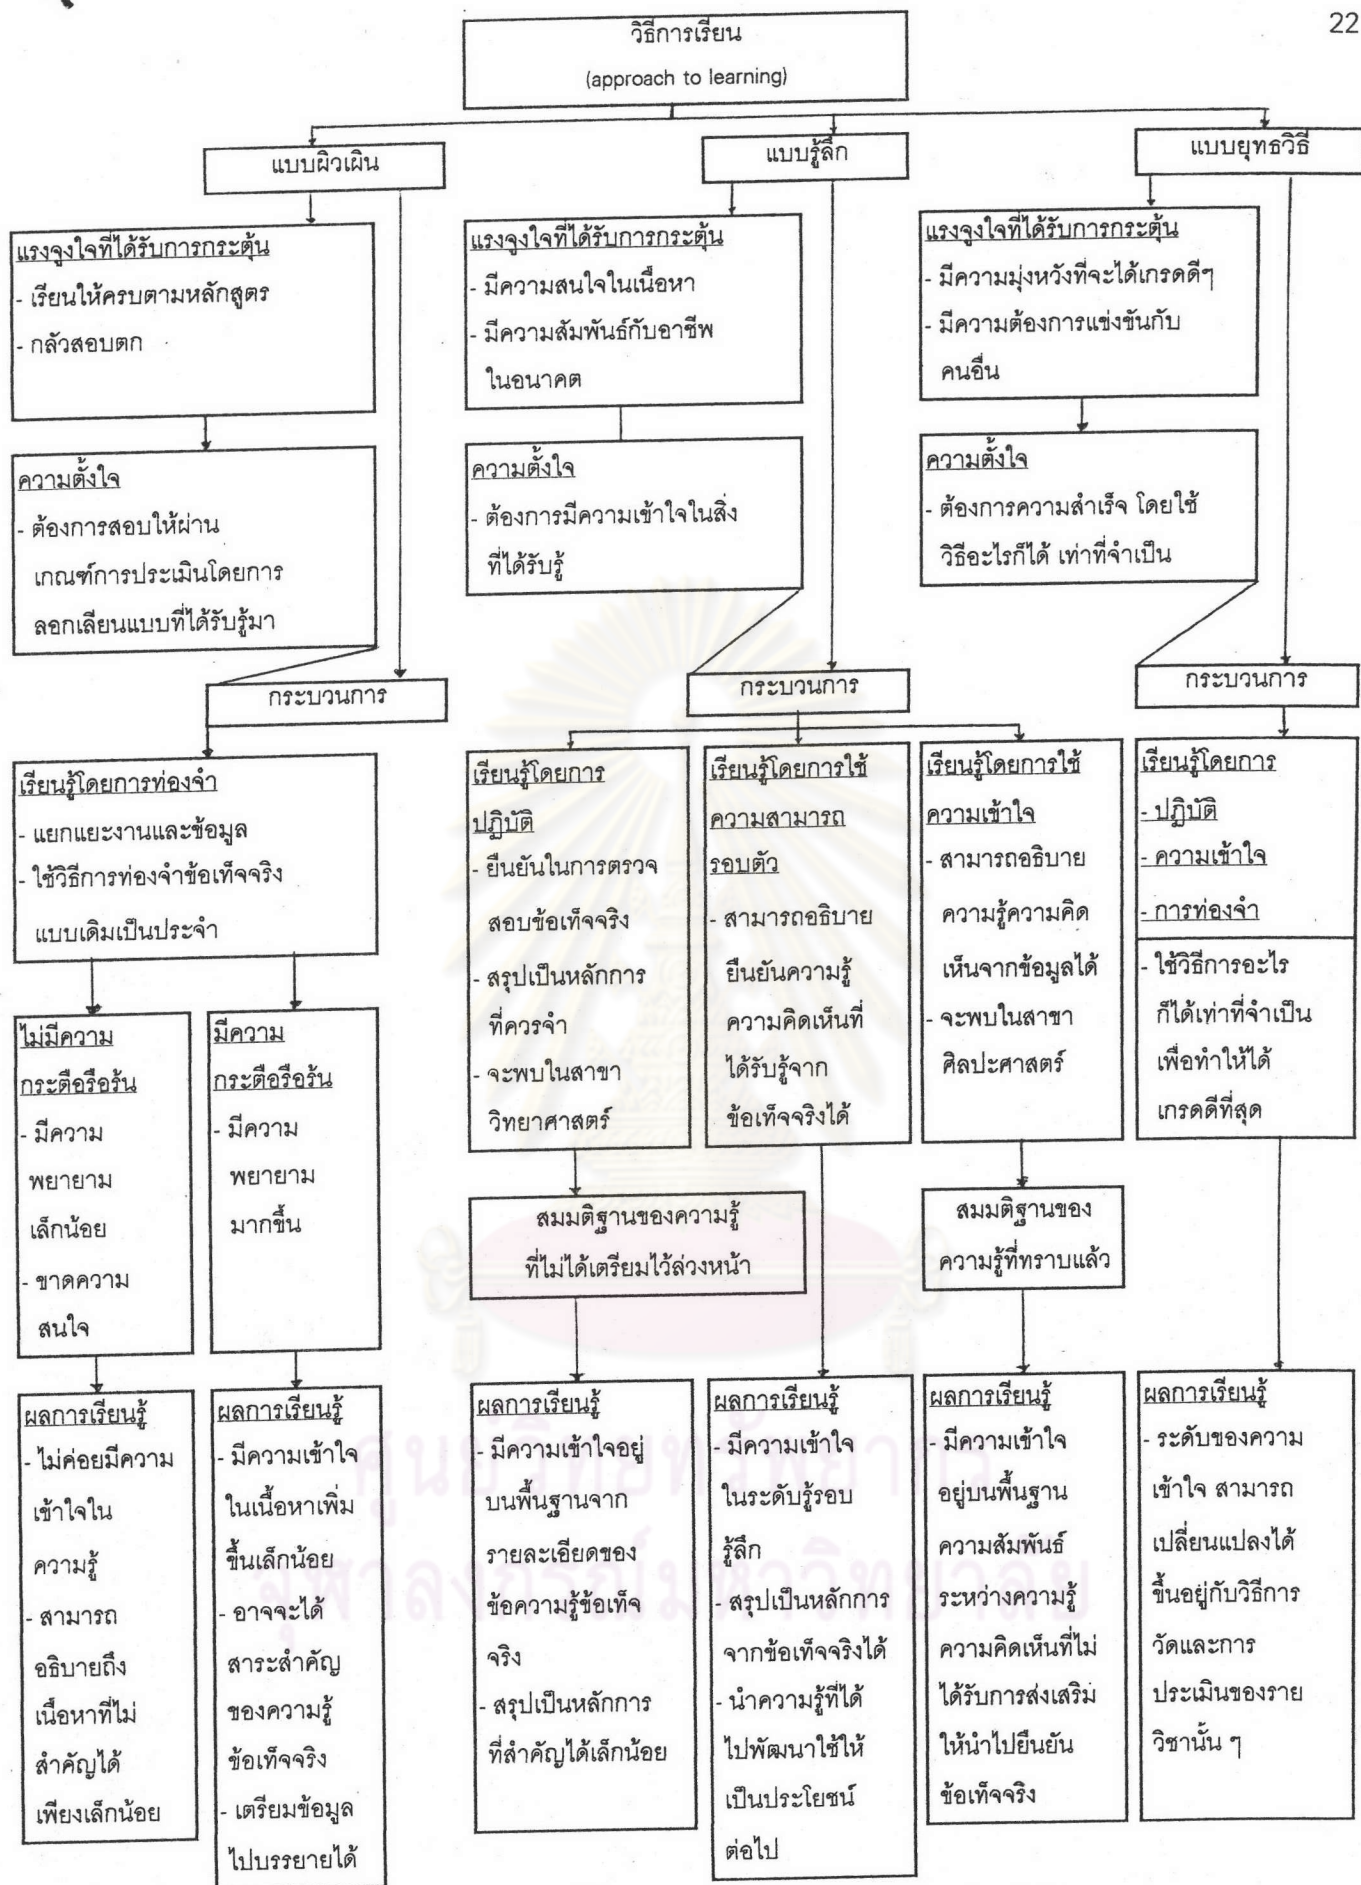 22
วิธีการเรียน
(approach to learning)
แบบผิวเผิน
แบบรู้ลึก
แบบยุทธวิธี
แรงจูงใจที่ได้รับการกระตุ้น
- เรียนให้ครบตามหลักสูตร
- กลัวสอบตก
แรงจูงใจที่ได้รับการกระตุ้น
- มีความสนใจในเนื้อหา
- มีความสัมพันธ์กับอาชีพ
ในอนาคต
แรงจูงใจที่ได้รับการกระตุ้น
- มีความมุ่งหวังที่จะได้เกรดดีๆ
- มีความต้องการแข่งขันกับ
คนอื่น
ความตั้งใจ
- ต้องการสอบให้ผ่าน
เกณฑ์การประเมินโดยการ
ลอกเลียนแบบที่ได้รับรู้มา
ความตั้งใจ
- ต้องการมีความเข้าใจในสิ่ง
ที่ได้รับรู้
ความตั้งใจ
- ต้องการความสำเร็จ โดยใช้
วิธีอะไรก็ได้ เท่าที่จำเป็น
กระบวนการ
กระบวนการ
กระบวนการ
เรียนรู้โดยการท่องจำ
- แยกแยะงานและข้อมูล
- ใช้วิธีการท่องจำข้อเท็จจริง
แบบเดิมเป็นประจำ
เรียนรู้โดยการ
ปฏิบัติ
- ยืนยันในการตรวจ
สอบข้อเท็จจริง
- สรุปเป็นหลักการ
ที่ควรจำ
- จะพบในสาขา
วิทยาศาสตร์
เรียนรู้โดยการใช้
ความสามารถ
รอบตัว
- สามารถอธิบาย
ยืนยันความรู้
ความคิดเห็นที่
ได้รับรู้จาก
ข้อเท็จจริงได้
เรียนรู้โดยการใช้
ความเข้าใจ
- สามารถอธิบาย
ความรู้ความคิด
เห็นจากข้อมูลได้
- จะพบในสาขา
ศิลปะศาสตร์
เรียนรู้โดยการ
- ปฏิบัติ
- ความเข้าใจ
- การท่องจำ
- ใช้วิธีการอะไร
ก็ได้เท่าที่จำเป็น
เพื่อทำให้ได้
เกรดดีที่สุด
ไม่มีความ
กระตือรือร้น
- มีความ
พยายาม
เล็กน้อย
- ขาดความ
สนใจ
มีความ
กระตือรือร้น
- มีความ
พยายาม
มากขึ้น
สมมติฐานของความรู้
ที่ไม่ได้เตรียมไว้ล่วงหน้า
สมมติฐานของ
ความรู้ที่ทราบแล้ว
ผลการเรียนรู้
- ไม่ค่อยมีความ
เข้าใจใน
ความรู้
- สามารถ
อธิบายถึง
เนื้อหาที่ไม่
สำคัญได้
เพียงเล็กน้อย
ผลการเรียนรู้
- มีความเข้าใจ
ในเนื้อหาเพิ่ม
ขึ้นเล็กน้อย
- อาจจะได้
สาระสำคัญ
ของความรู้
ข้อเท็จจริง
- เตรียมข้อมูล
ไปบรรยายได้
ผลการเรียนรู้
- มีความเข้าใจอยู่
บนพื้นฐานจาก
รายละเอียดของ
ข้อความรู้ข้อเท็จ
จริง
- สรุปเป็นหลักการ
ที่สำคัญได้เล็กน้อย
ผลการเรียนรู้
- มีความเข้าใจ
ในระดับรู้รอบ
รู้ลึก
- สรุปเป็นหลักการ
จากข้อเท็จจริงได้
- นำความรู้ที่ได้
ไปพัฒนาใช้ให้
เป็นประโยชน์
ต่อไป
ผลการเรียนรู้
- มีความเข้าใจ
อยู่บนพื้นฐาน
ความสัมพันธ์
ระหว่างความรู้
ความคิดเห็นที่ไม่
ได้รับการส่งเสริม
ให้นำไปยืนยัน
ข้อเท็จจริง
ผลการเรียนรู้
- ระดับของความ
เข้าใจ สามารถ
เปลี่ยนแปลงได้
ขึ้นอยู่กับวิธีการ
วัดและการ
ประเมินของราย
วิชานั้น ๆ
ศูนย์วิทยทรัพยากร
จุฬาลงกรณ์มหาวิทยาลัย